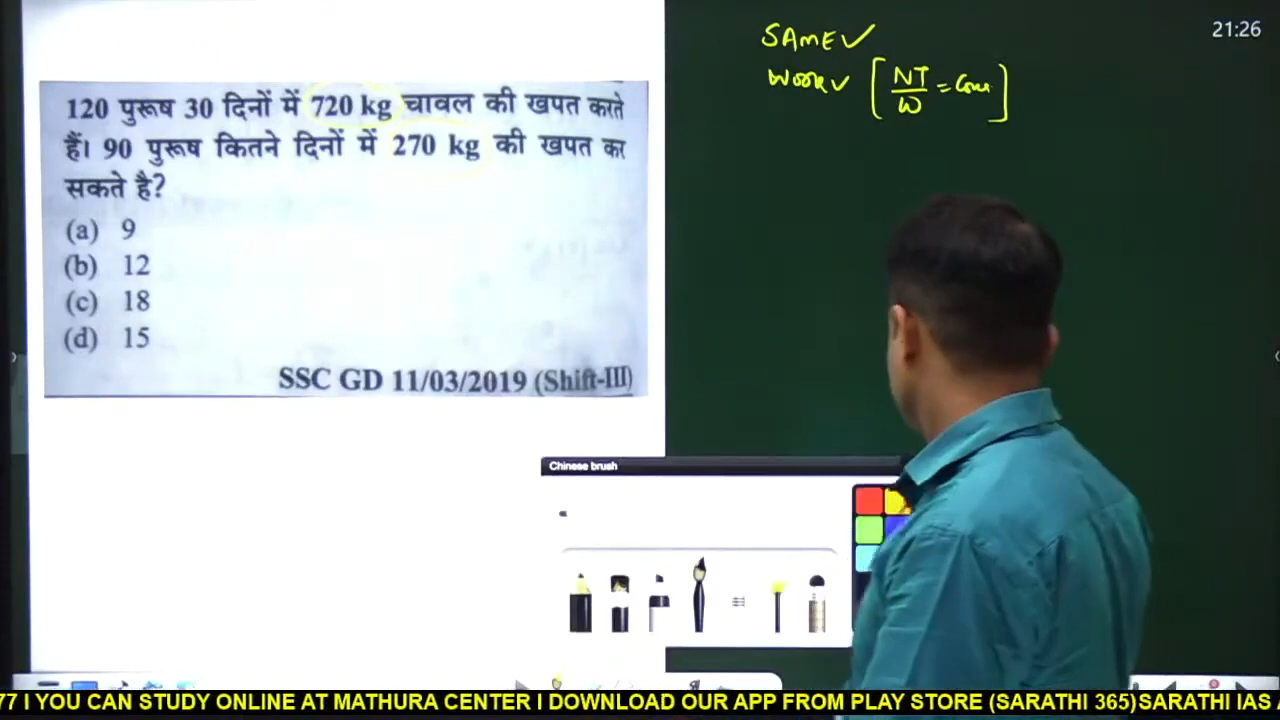 SAME ✓
21:26
WORK ✓ [NT/W = Con]
120 पुरूष 30 दिनों में 720 kg चावल की खपत करते
हैं। 90 पुरूष कितने दिनों में 270 kg की खपत कर
सकते है?
(a) 9
(b) 12
(c) 18
(d) 15
SSC GD 11/03/2019 (Shift-III)
Chinese brush
77 I YOU CAN STUDY ONLINE AT MATHURA CENTER I DOWNLOAD OUR APP FROM PLAY STORE (SARATHI 365)SARATHI IAS